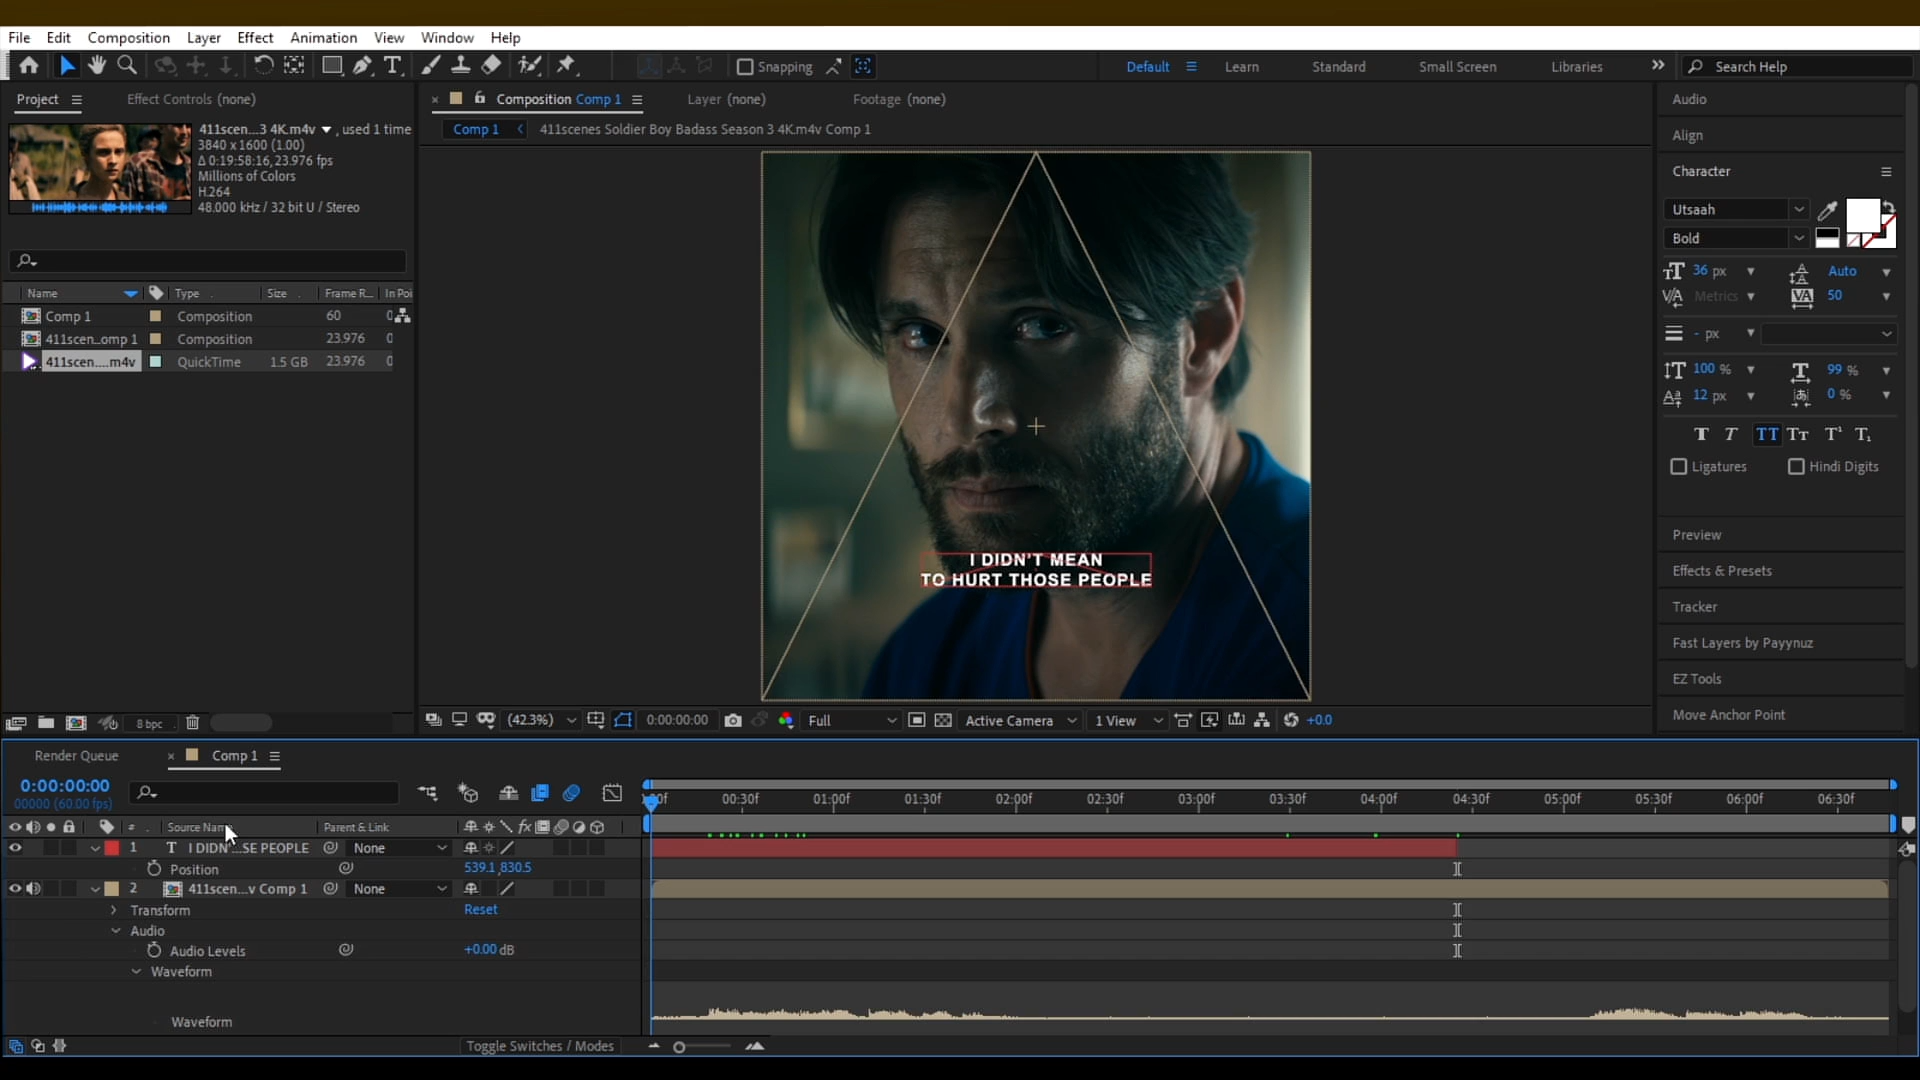 File Edit Composition Layer Effect Animation View Window Help
Snapping
Default Learn Standard Small Screen Libraries Search Help
Project Effect Controls (none)
411scen...3 4K.m4v , used 1 time
3840 x 1600 (1.00)
Δ 0:19:58:16, 23.976 fps
Millions of Colors
H.264
48.000 kHz / 32 bit U / Stereo
Name Type Size Frame R... In Poi
Comp 1 Composition 60 0
411scen...omp 1 Composition 23.976 0
411scen....m4v QuickTime 1.5 GB 23.976 0
8 bpc
Composition Comp 1 Layer (none) Footage (none)
Comp 1 411scenes Soldier Boy Badass Season 3 4K.m4v Comp 1
I DIDN'T MEAN
TO HURT THOSE PEOPLE
(42.3%) 0:00:00:00 Full Active Camera 1 View +0.0
Audio
Align
Character
Utsaah
Bold
36 px Auto
Metrics 50
- px
100 % 99 %
12 px 0 %
TT
Ligatures Hindi Digits
Preview
Effects & Presets
Tracker
Fast Layers by Payynuz
EZ Tools
Move Anchor Point
Render Queue Comp 1
0:00:00:00
00000 (60.00 fps)
00:30f 01:00f 01:30f 02:00f 02:30f 03:00f 03:30f 04:00f 04:30f 05:00f 05:30f 06:00f 06:30f
# Source Name Parent & Link
1 T I DIDN'...SE PEOPLE None
Position 539.1,830.5
2 411scen...v Comp 1 None
Transform Reset
Audio
Audio Levels +0.00 dB
Waveform
Waveform
Toggle Switches / Modes